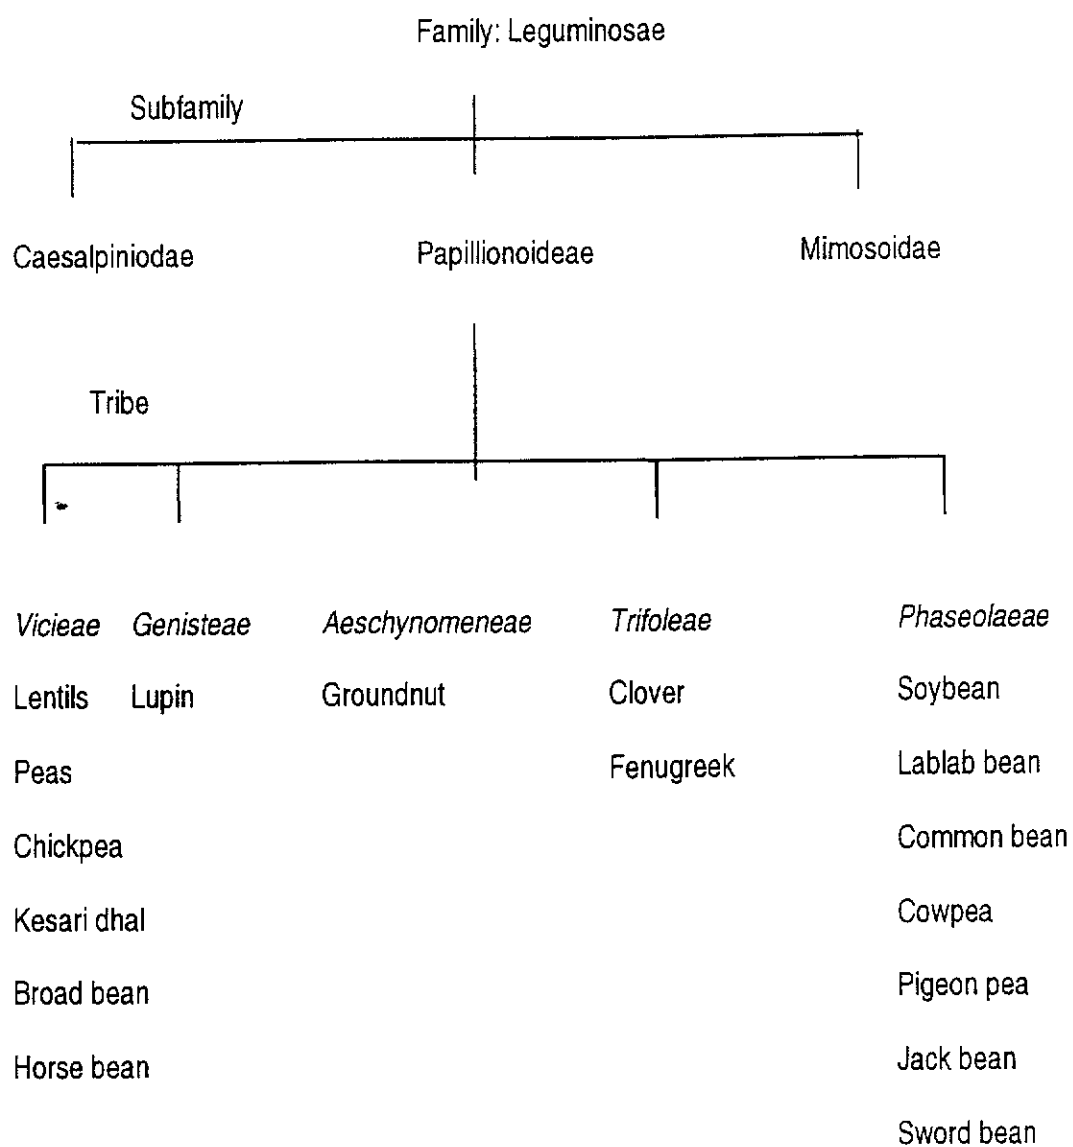 Family: Leguminosae
Subfamily
Caesalpiniodae Papillionoideae Mimosoidae
Tribe
Vicieae Genisteae Aeschynomeneae Trifoleae Phaseolaeae
Lentils Lupin Groundnut Clover Soybean
Peas Fenugreek Lablab bean
Chickpea Common bean
Kesari dhal Cowpea
Broad bean Pigeon pea
Horse bean Jack bean
Sword bean